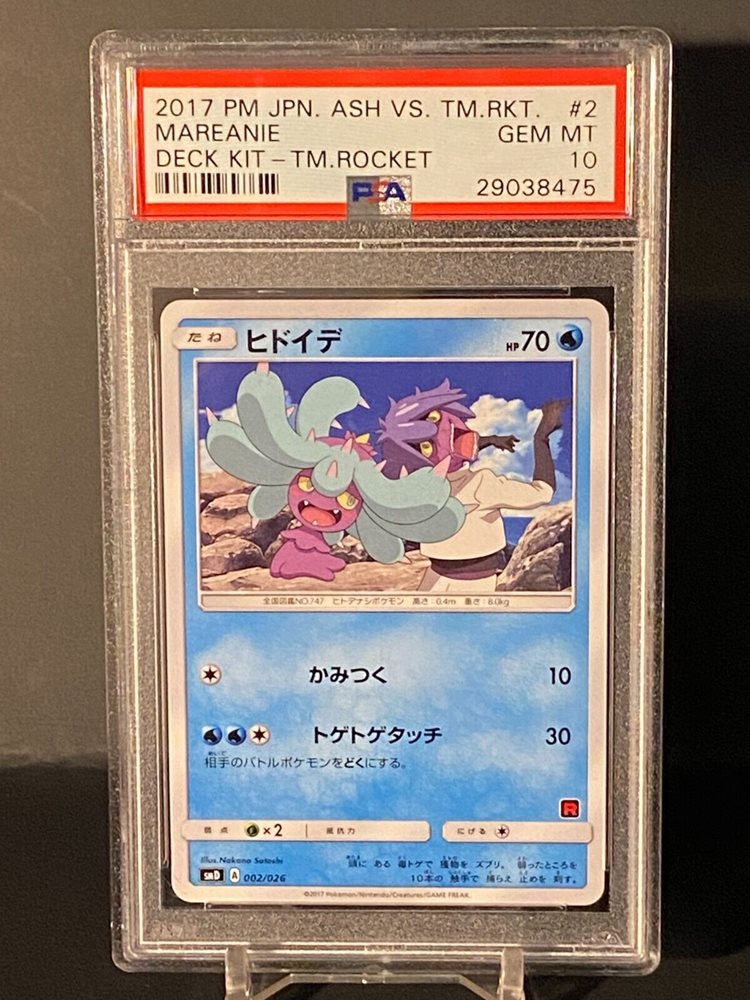 2017 PM JPN. ASH VS. TM.RKT. #2
MAREANIE GEM MT
DECK KIT – TM.ROCKET 10
PSA
29038475
たね ヒドイデ HP70
全国図鑑NO.747 ヒトデナシポケモン 高さ:0.4m 重さ:8.0kg
かみつく 10
トゲトゲタッチ 30
相手のバトルポケモンをどくにする。
R
弱点 ×2 抵抗力 にげる
Illus.Nakano Satoshi
頭に ある 毒トゲで 獲物を ズブリ。 弱ったところを
10本の 触手で 捕らえ 止めを 刺す。
SMD A 002/026
©2017 Pokémon/Nintendo/Creatures/GAME FREAK.